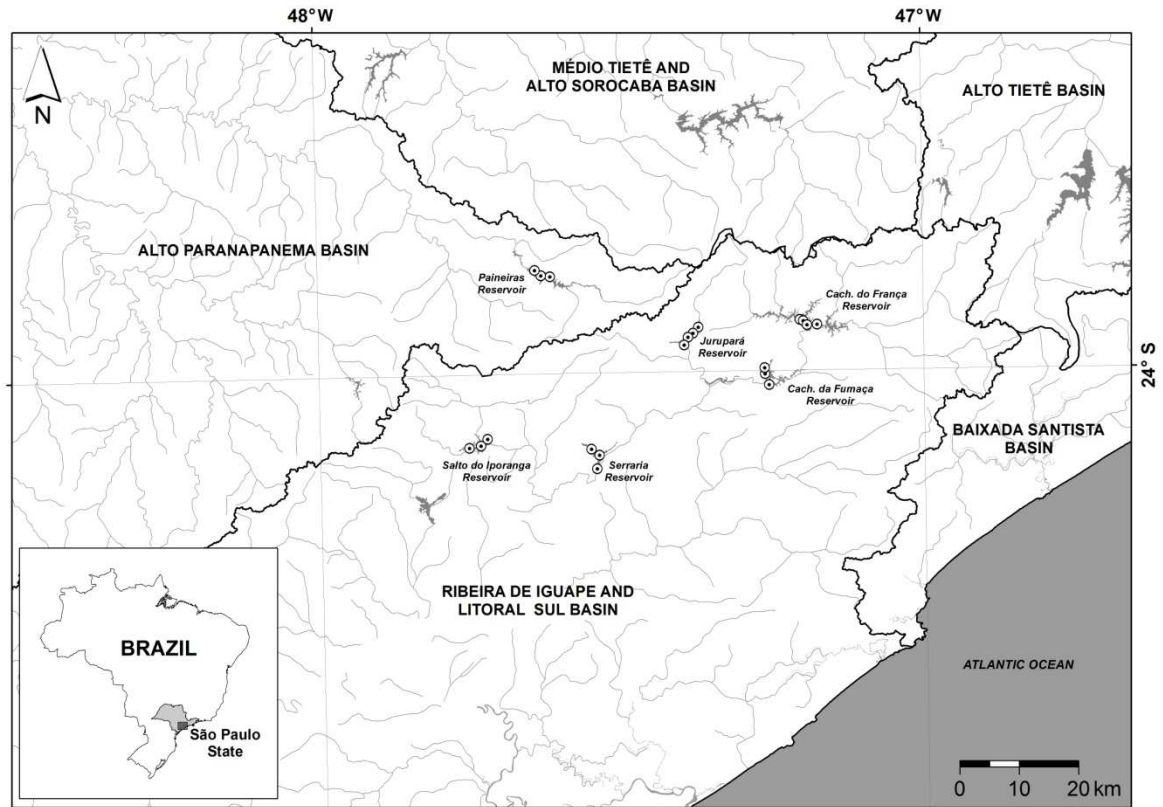 48°W
47°W
N
MÉDIO TIETÊ AND
ALTO SOROCABA BASIN
ALTO TIETÊ BASIN
ALTO PARANAPANEMA BASIN
Paineiras
Reservoir
Cach. do França
Reservoir
Jurupará
Reservoir
24° S
Cach. da Fumaça
Reservoir
BAIXADA SANTISTA
BASIN
Salto do Iporanga
Reservoir
Serraria
Reservoir
RIBEIRA DE IGUAPE AND
LITORAL SUL BASIN
BRAZIL
São Paulo
State
ATLANTIC OCEAN
0 10 20 km